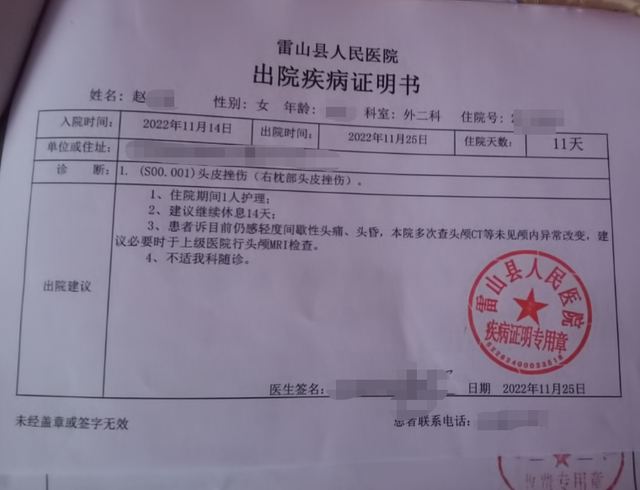 雷山县人民医院
出院疾病证明书
姓名：赵 性别：女 年龄： 科室：外二科 住院号：
入院时间： 2022年11月14日 出院时间： 2022年11月25日 住院天数： 11天
单位或住址：
诊 断： 1. (S00.001)头皮挫伤（右枕部头皮挫伤）。
出院建议
1、住院期间1人护理；
2、建议继续休息14天；
3、患者诉目前仍感轻度间歇性头痛、头昏，本院多次查头颅CT等未见颅内异常改变，建
议必要时于上级医院行头颅MRI检查。
4、不适我科随诊。
雷山县人民医院
疾病证明专用章
医生签名： 日期 2022年11月25日
未经盖章或签字无效 患者联系电话：
专用章